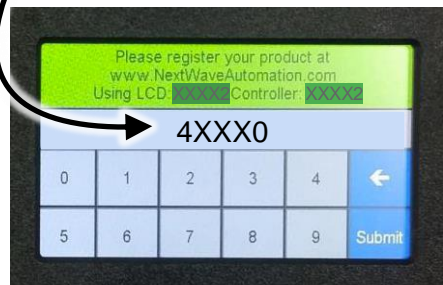 Please register your product at
www.NextWaveAutomation.com
Using LCD: XXXX2 Controller: XXXX2
4XXX0
0 1 2 3 4
5 6 7 8 9 Submit